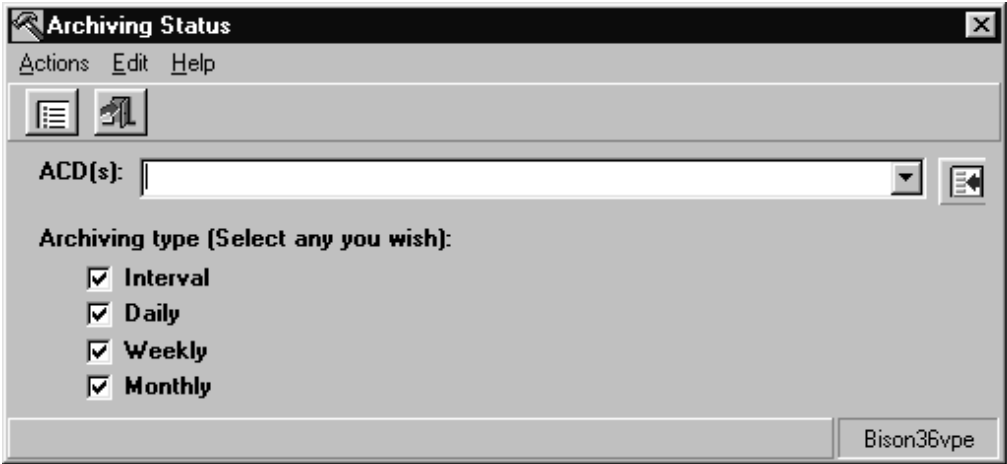 Archiving Status
Actions Edit Help
ACD(s):
Archiving type (Select any you wish):
Interval
Daily
Weekly
Monthly
Bison36vpe